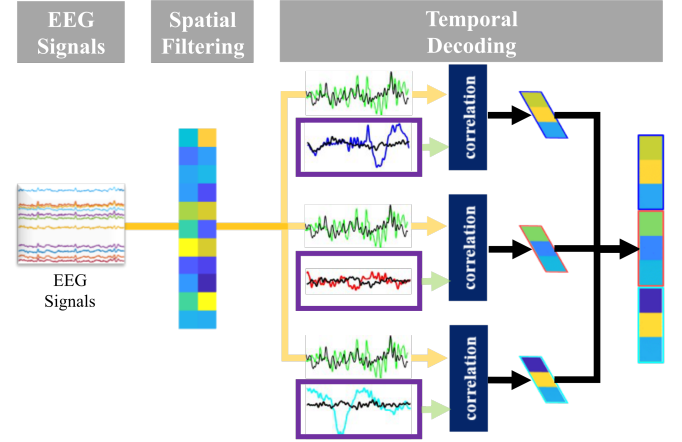 EEG
Signals
Spatial
Filtering
Temporal
Decoding
EEG
Signals
correlation
correlation
correlation